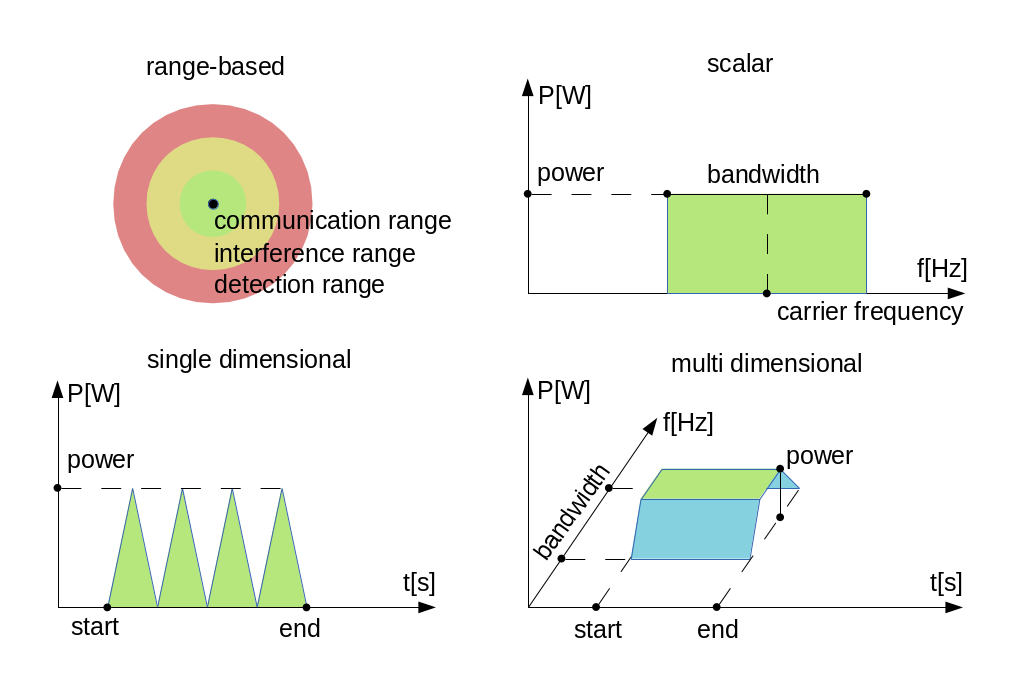 range-based
communication range
interference range
detection range
scalar
P[W]
power
bandwidth
f[Hz]
carrier frequency
single dimensional
P[W]
power
t[s]
start
end
multi dimensional
P[W]
f[Hz]
power
bandwidth
t[s]
start
end